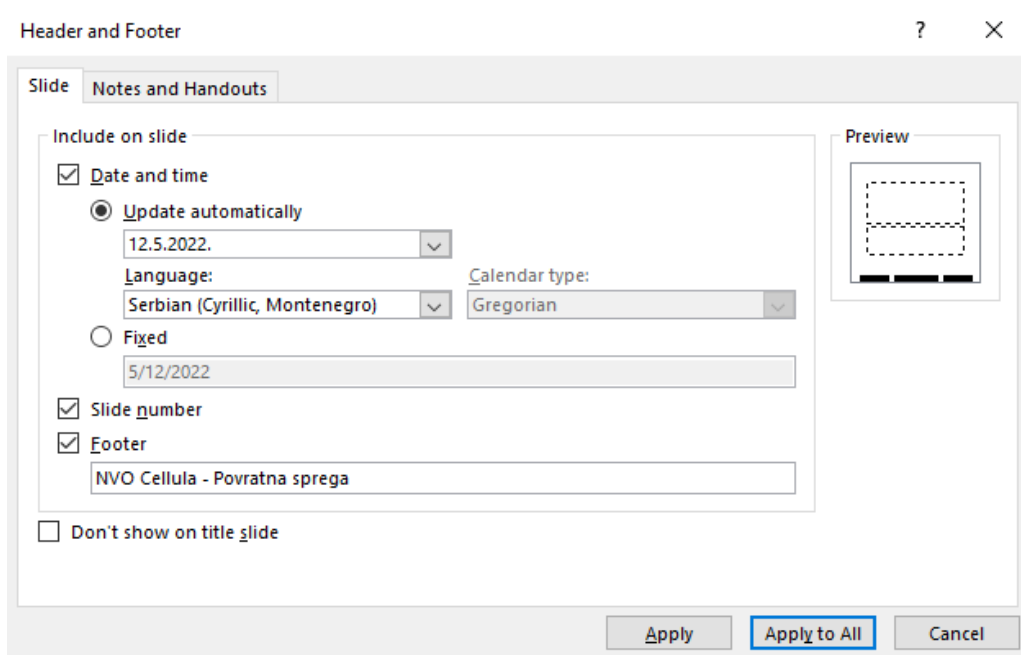 Header and Footer ?
Slide Notes and Handouts
Include on slide Preview
Date and time
Update automatically
12.5.2022.
Language: Calendar type:
Serbian (Cyrillic, Montenegro) Gregorian
Fixed
5/12/2022
Slide number
Footer
NVO Cellula - Povratna sprega
Don't show on title slide
Apply Apply to All Cancel